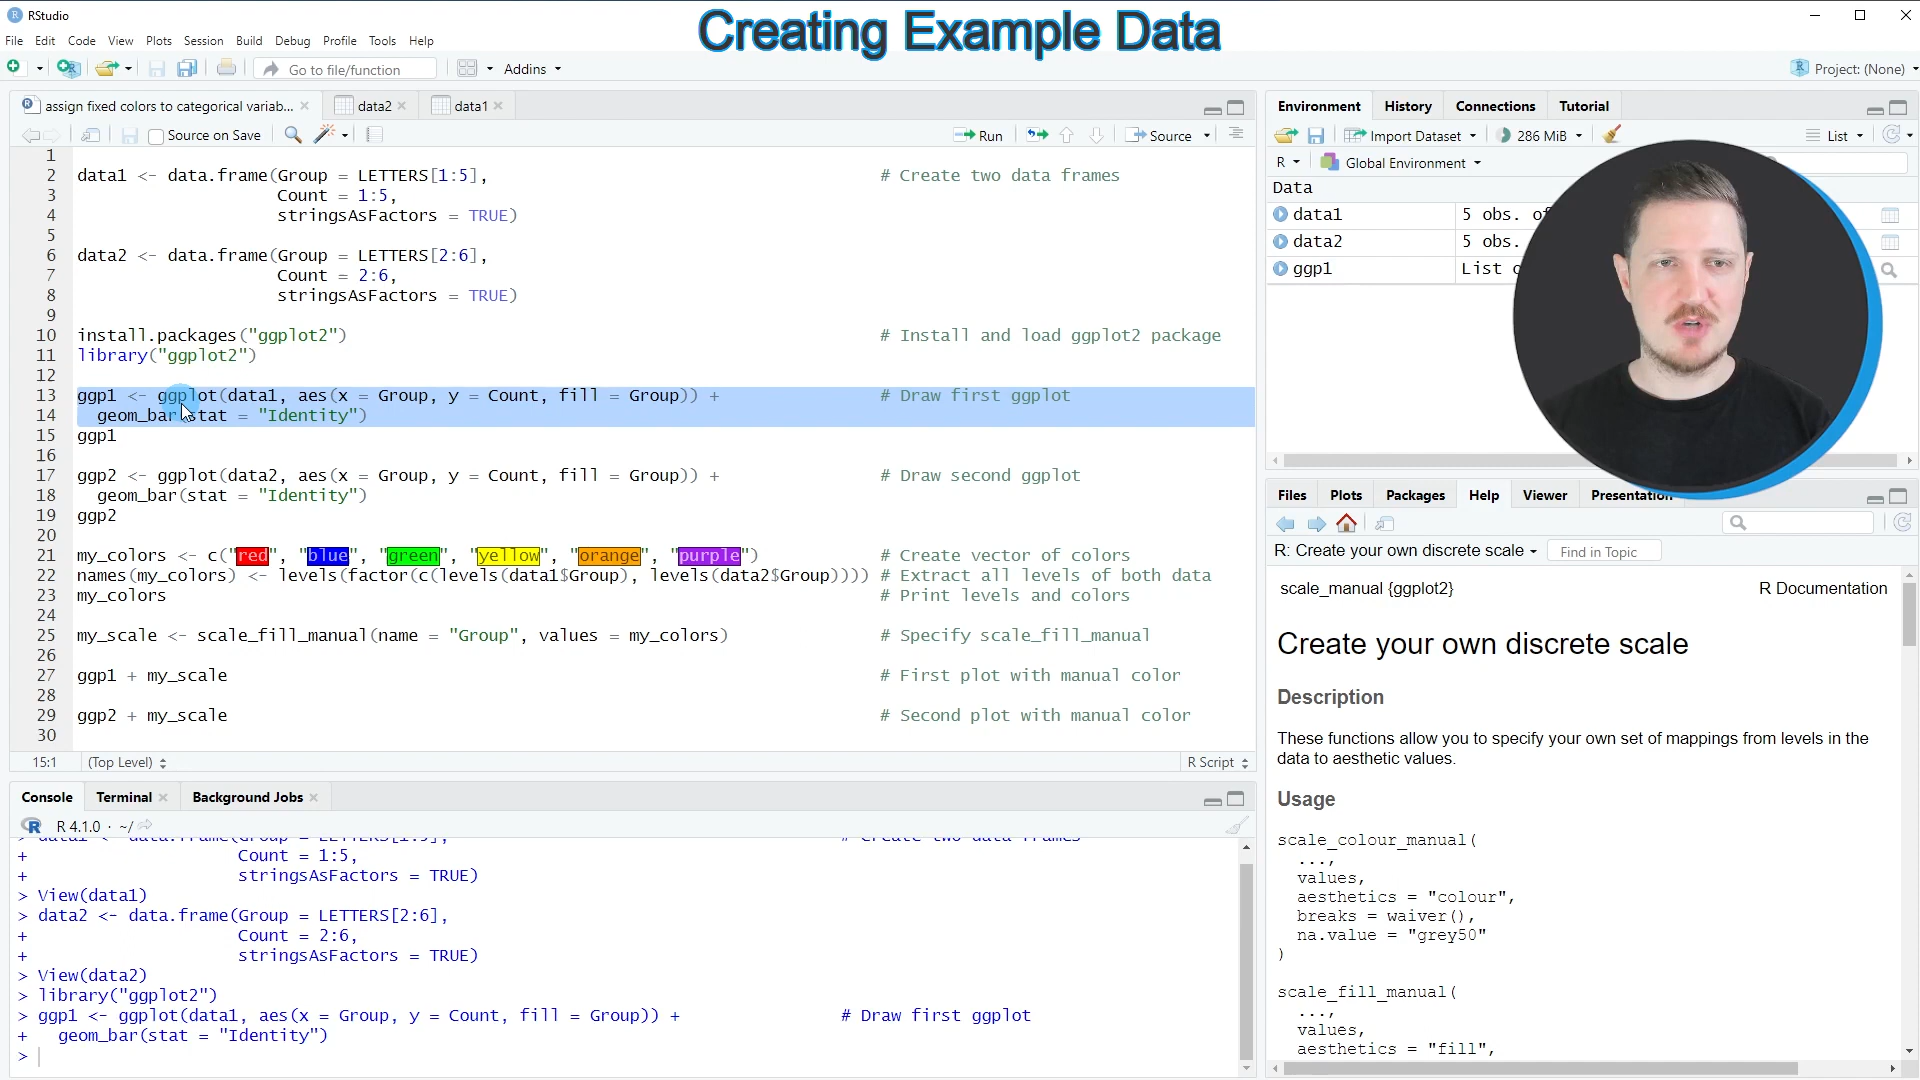 Creating Example Data
RStudio
File Edit Code View Plots Session Build Debug Profile Tools Help
Go to file/function Addins Project: (None)
assign fixed colors to categorical variab... data2 data1
Source on Save Run Source
1
2 data1 <- data.frame(Group = LETTERS[1:5], # Create two data frames
3 Count = 1:5,
4 stringsAsFactors = TRUE)
5
6 data2 <- data.frame(Group = LETTERS[2:6],
7 Count = 2:6,
8 stringsAsFactors = TRUE)
9
10 install.packages("ggplot2") # Install and load ggplot2 package
11 library("ggplot2")
12
13 ggp1 <- ggplot(data1, aes(x = Group, y = Count, fill = Group)) + # Draw first ggplot
14 geom_bar(stat = "Identity")
15 ggp1
16
17 ggp2 <- ggplot(data2, aes(x = Group, y = Count, fill = Group)) + # Draw second ggplot
18 geom_bar(stat = "Identity")
19 ggp2
20
21 my_colors <- c("red", "blue", "green", "yellow", "orange", "purple") # Create vector of colors
22 names(my_colors) <- levels(factor(c(levels(data1$Group), levels(data2$Group)))) # Extract all levels of both data
23 my_colors # Print levels and colors
24
25 my_scale <- scale_fill_manual(name = "Group", values = my_colors) # Specify scale_fill_manual
26
27 ggp1 + my_scale # First plot with manual color
28
29 ggp2 + my_scale # Second plot with manual color
30
15:1 (Top Level) R Script
Console Terminal Background Jobs
R 4.1.0 · ~/
> data1 <- data.frame(Group = LETTERS[1:5], # Create two data frames
+ Count = 1:5,
+ stringsAsFactors = TRUE)
> View(data1)
> data2 <- data.frame(Group = LETTERS[2:6],
+ Count = 2:6,
+ stringsAsFactors = TRUE)
> View(data2)
> library("ggplot2")
> ggp1 <- ggplot(data1, aes(x = Group, y = Count, fill = Group)) + # Draw first ggplot
+ geom_bar(stat = "Identity")
>
Environment History Connections Tutorial
Import Dataset 286 MiB List
R Global Environment
Data
data1 5 obs. of
data2 5 obs.
ggp1 List
Files Plots Packages Help Viewer Presentation
R: Create your own discrete scale Find in Topic
scale_manual {ggplot2} R Documentation
Create your own discrete scale
Description
These functions allow you to specify your own set of mappings from levels in the
data to aesthetic values.
Usage
scale_colour_manual(
...,
values,
aesthetics = "colour",
breaks = waiver(),
na.value = "grey50"
)
scale_fill_manual(
...,
values,
aesthetics = "fill",